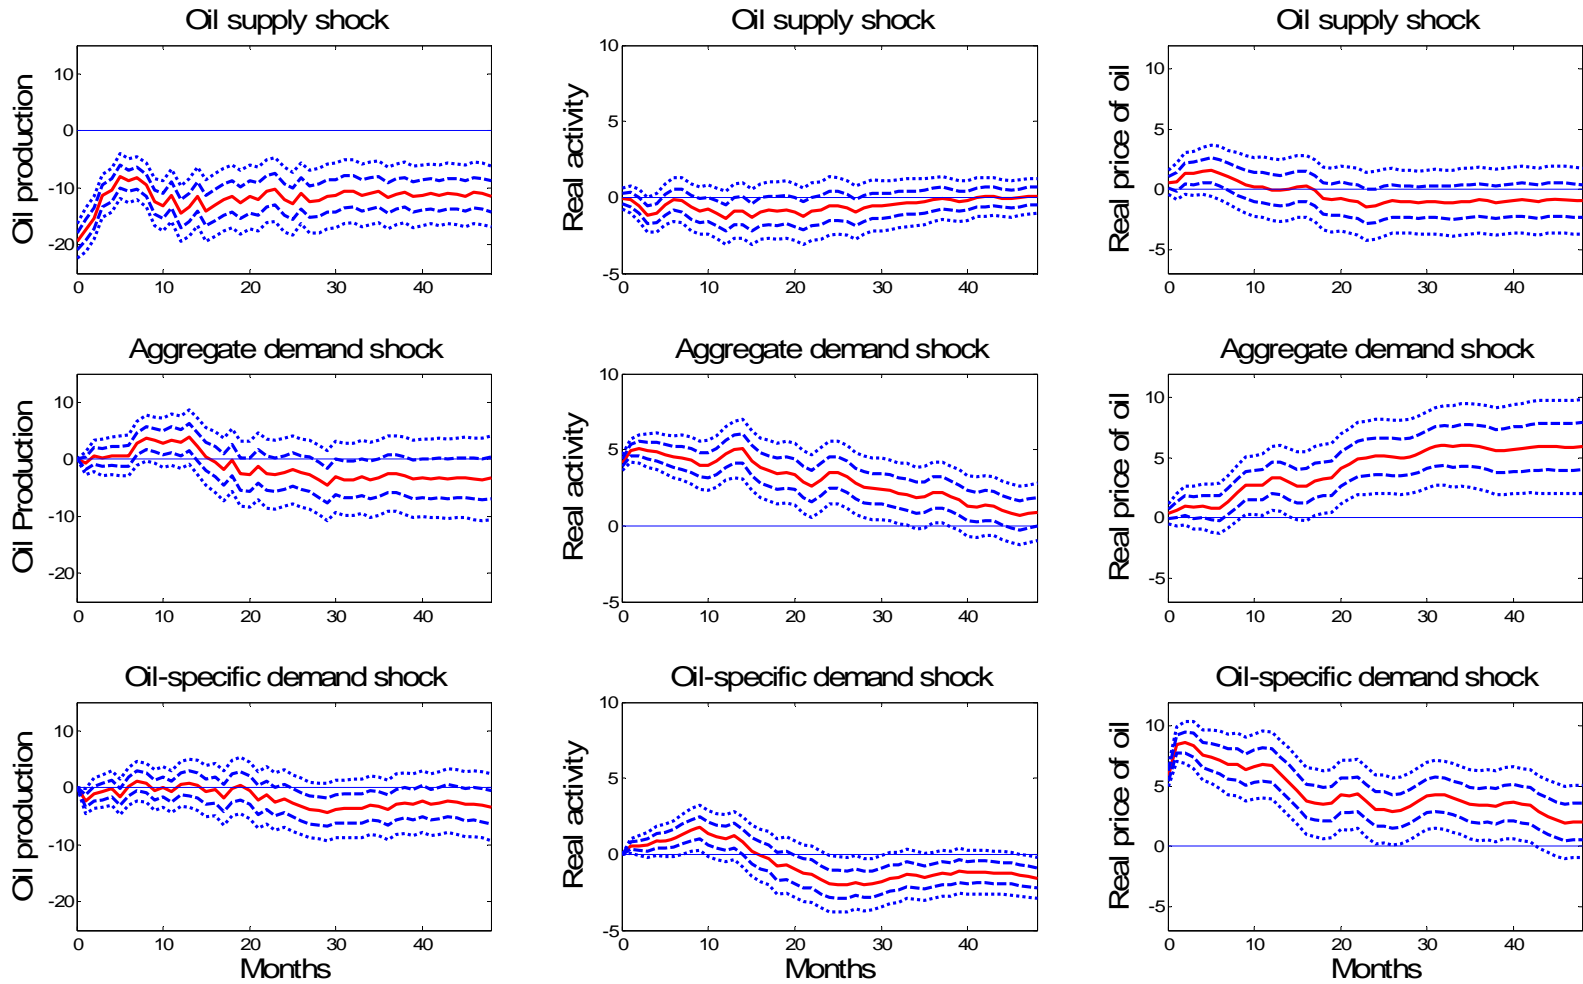 Oil supply shock
Oil supply shock
Oil supply shock
Oil production
10
0
-10
-20
0 10 20 30 40
Real activity
10
5
0
-5
0 10 20 30 40
Real price of oil
10
5
0
-5
0 10 20 30 40
Aggregate demand shock
Aggregate demand shock
Aggregate demand shock
Oil Production
10
0
-10
-20
0 10 20 30 40
Real activity
10
5
0
-5
0 10 20 30 40
Real price of oil
10
5
0
-5
0 10 20 30 40
Oil-specific demand shock
Oil-specific demand shock
Oil-specific demand shock
Oil production
10
0
-10
-20
0 10 20 30 40
Months
Real activity
10
5
0
-5
0 10 20 30 40
Months
Real price of oil
10
5
0
-5
0 10 20 30 40
Months